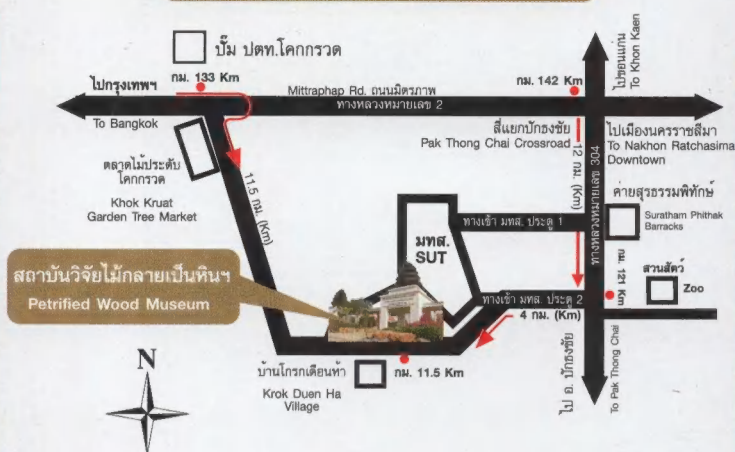 ปั๊ม ปตท.โคกกรวด
กม. 133 Km
ไปกรุงเทพฯ
To Bangkok
Mittraphap Rd. ถนนมิตรภาพ
ทางหลวงหมายเลข 2
กม. 142 Km
ไปขอนแก่น
To Khon Kaen
สี่แยกปักธงชัย
Pak Thong Chai Crossroad
ไปเมืองนครราชสีมา
To Nakhon Ratchasima
Downtown
ตลาดไม้ประดับ
โคกกรวด
Khok Kruat
Garden Tree Market
11.5 กม. (Km)
12 กม. (Km)
ทางหลวงหมายเลข 304
ค่ายสุรธรรมพิทักษ์
Suratham Phithak
Barracks
ทางเข้า มทส. ประตู 1
มทส.
SUT
สถาบันวิจัยไม้กลายเป็นหินฯ
Petrified Wood Museum
กม. 121 Km
สวนสัตว์
Zoo
ทางเข้า มทส. ประตู 2
4 กม. (Km)
N
บ้านโกรกเดือนห้า
Krok Duen Ha
Village
กม. 11.5 Km
ไป อ. ปักธงชัย
To Pak Thong Chai